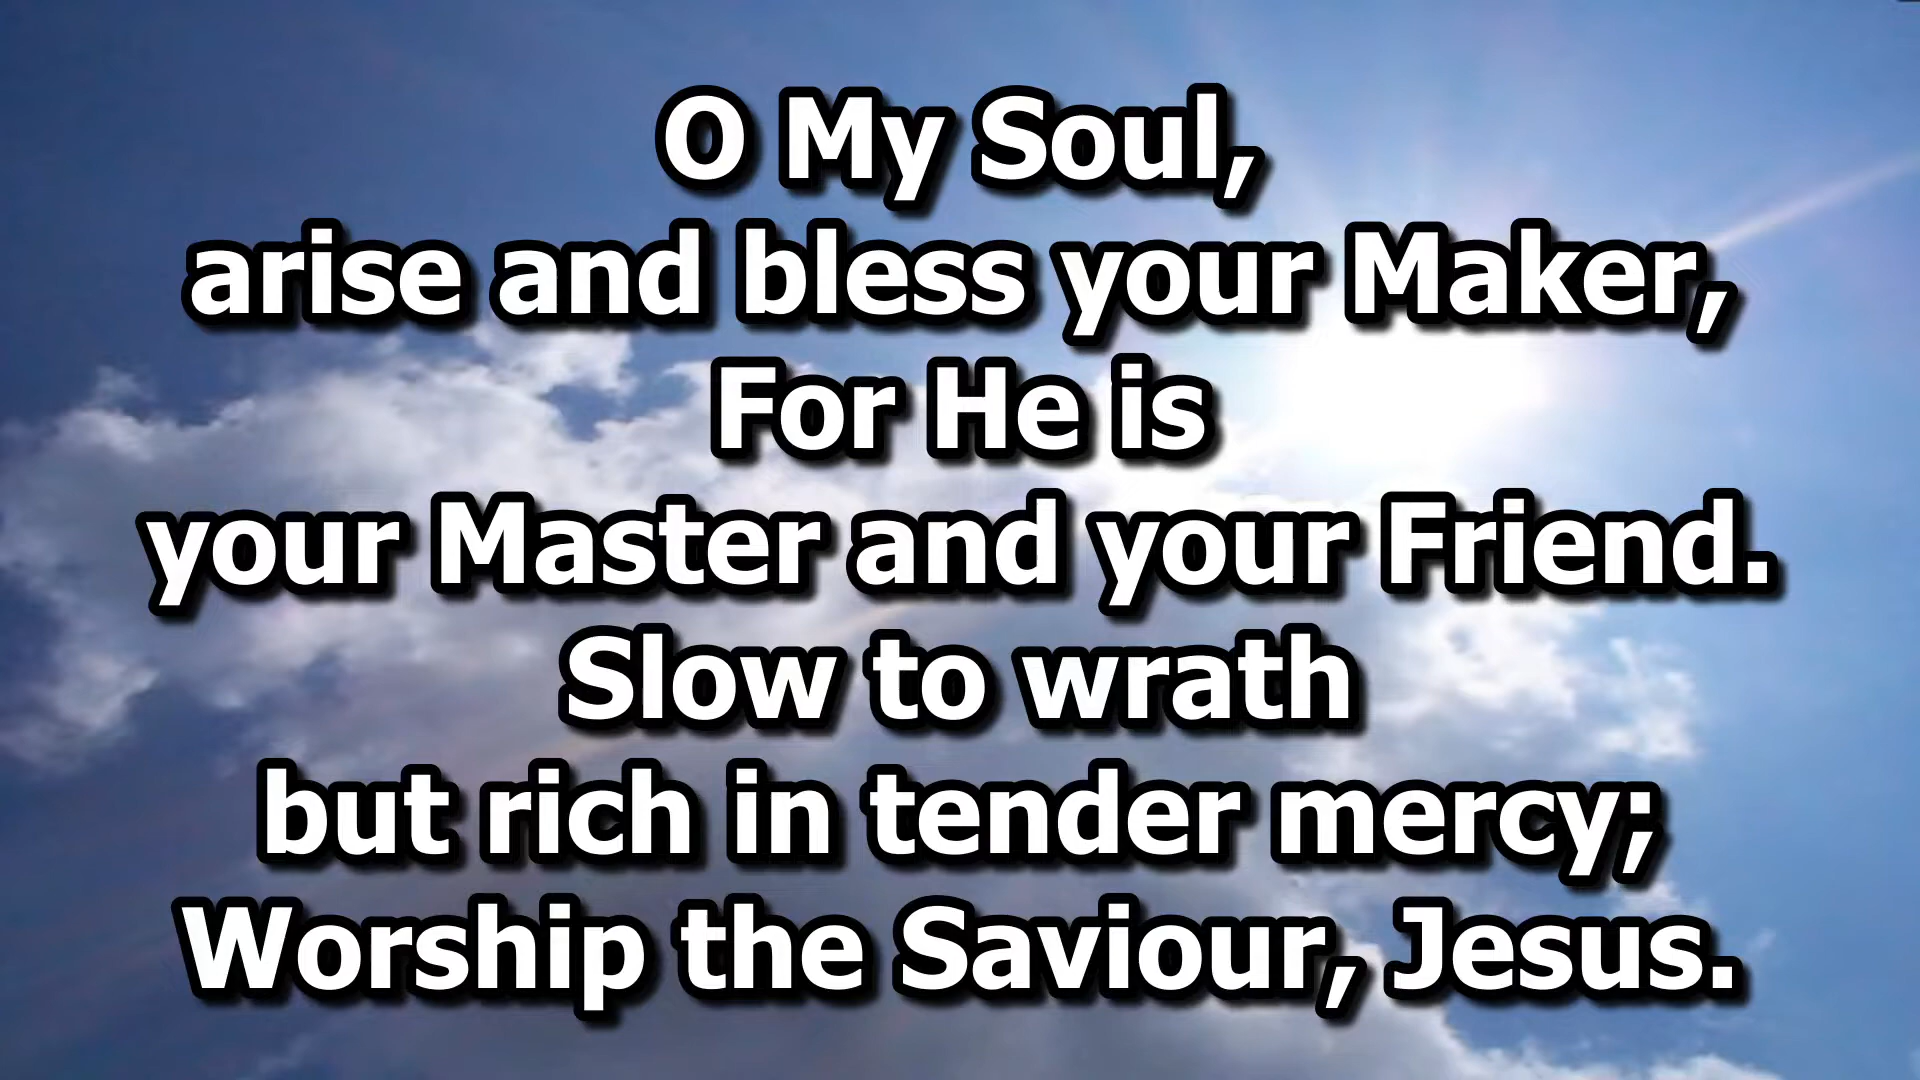 O My Soul,
arise and bless your Maker,
For He is
your Master and your Friend.
Slow to wrath
but rich in tender mercy;
Worship the Saviour, Jesus.